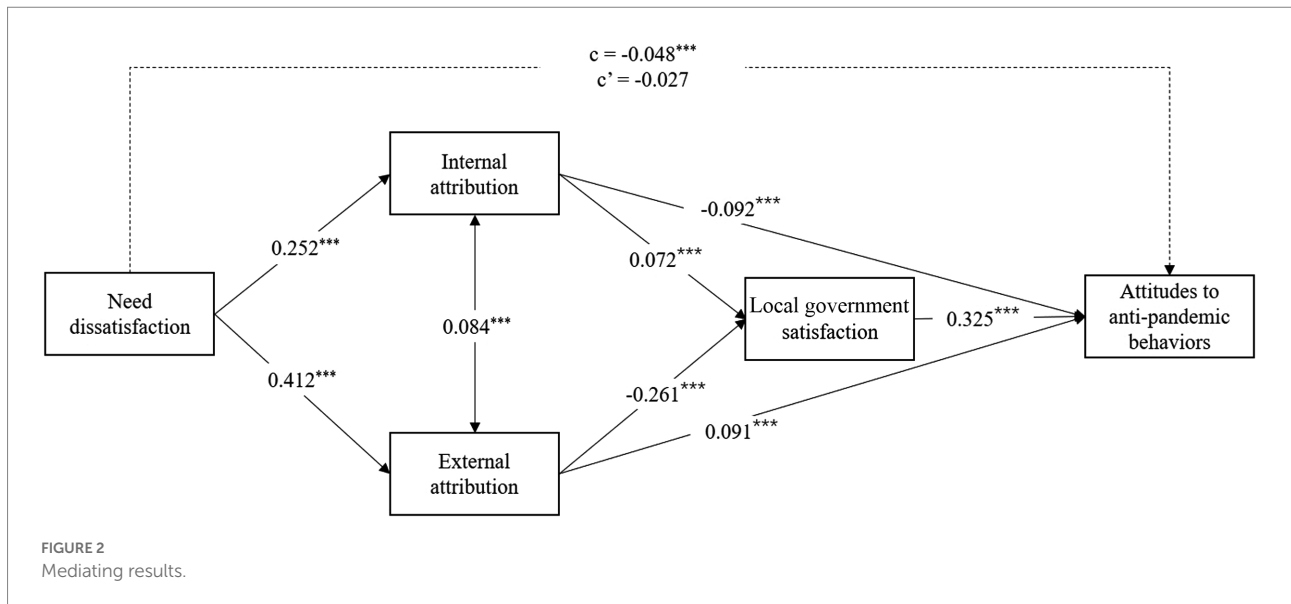 c = -0.048***
c’ = -0.027
Internal
attribution
-0.092***
0.252***
0.072***
Need
dissatisfaction
0.084***
Local government
satisfaction
0.325***
Attitudes to
anti-pandemic
behaviors
0.412***
-0.261***
0.091***
External
attribution
FIGURE 2
Mediating results.